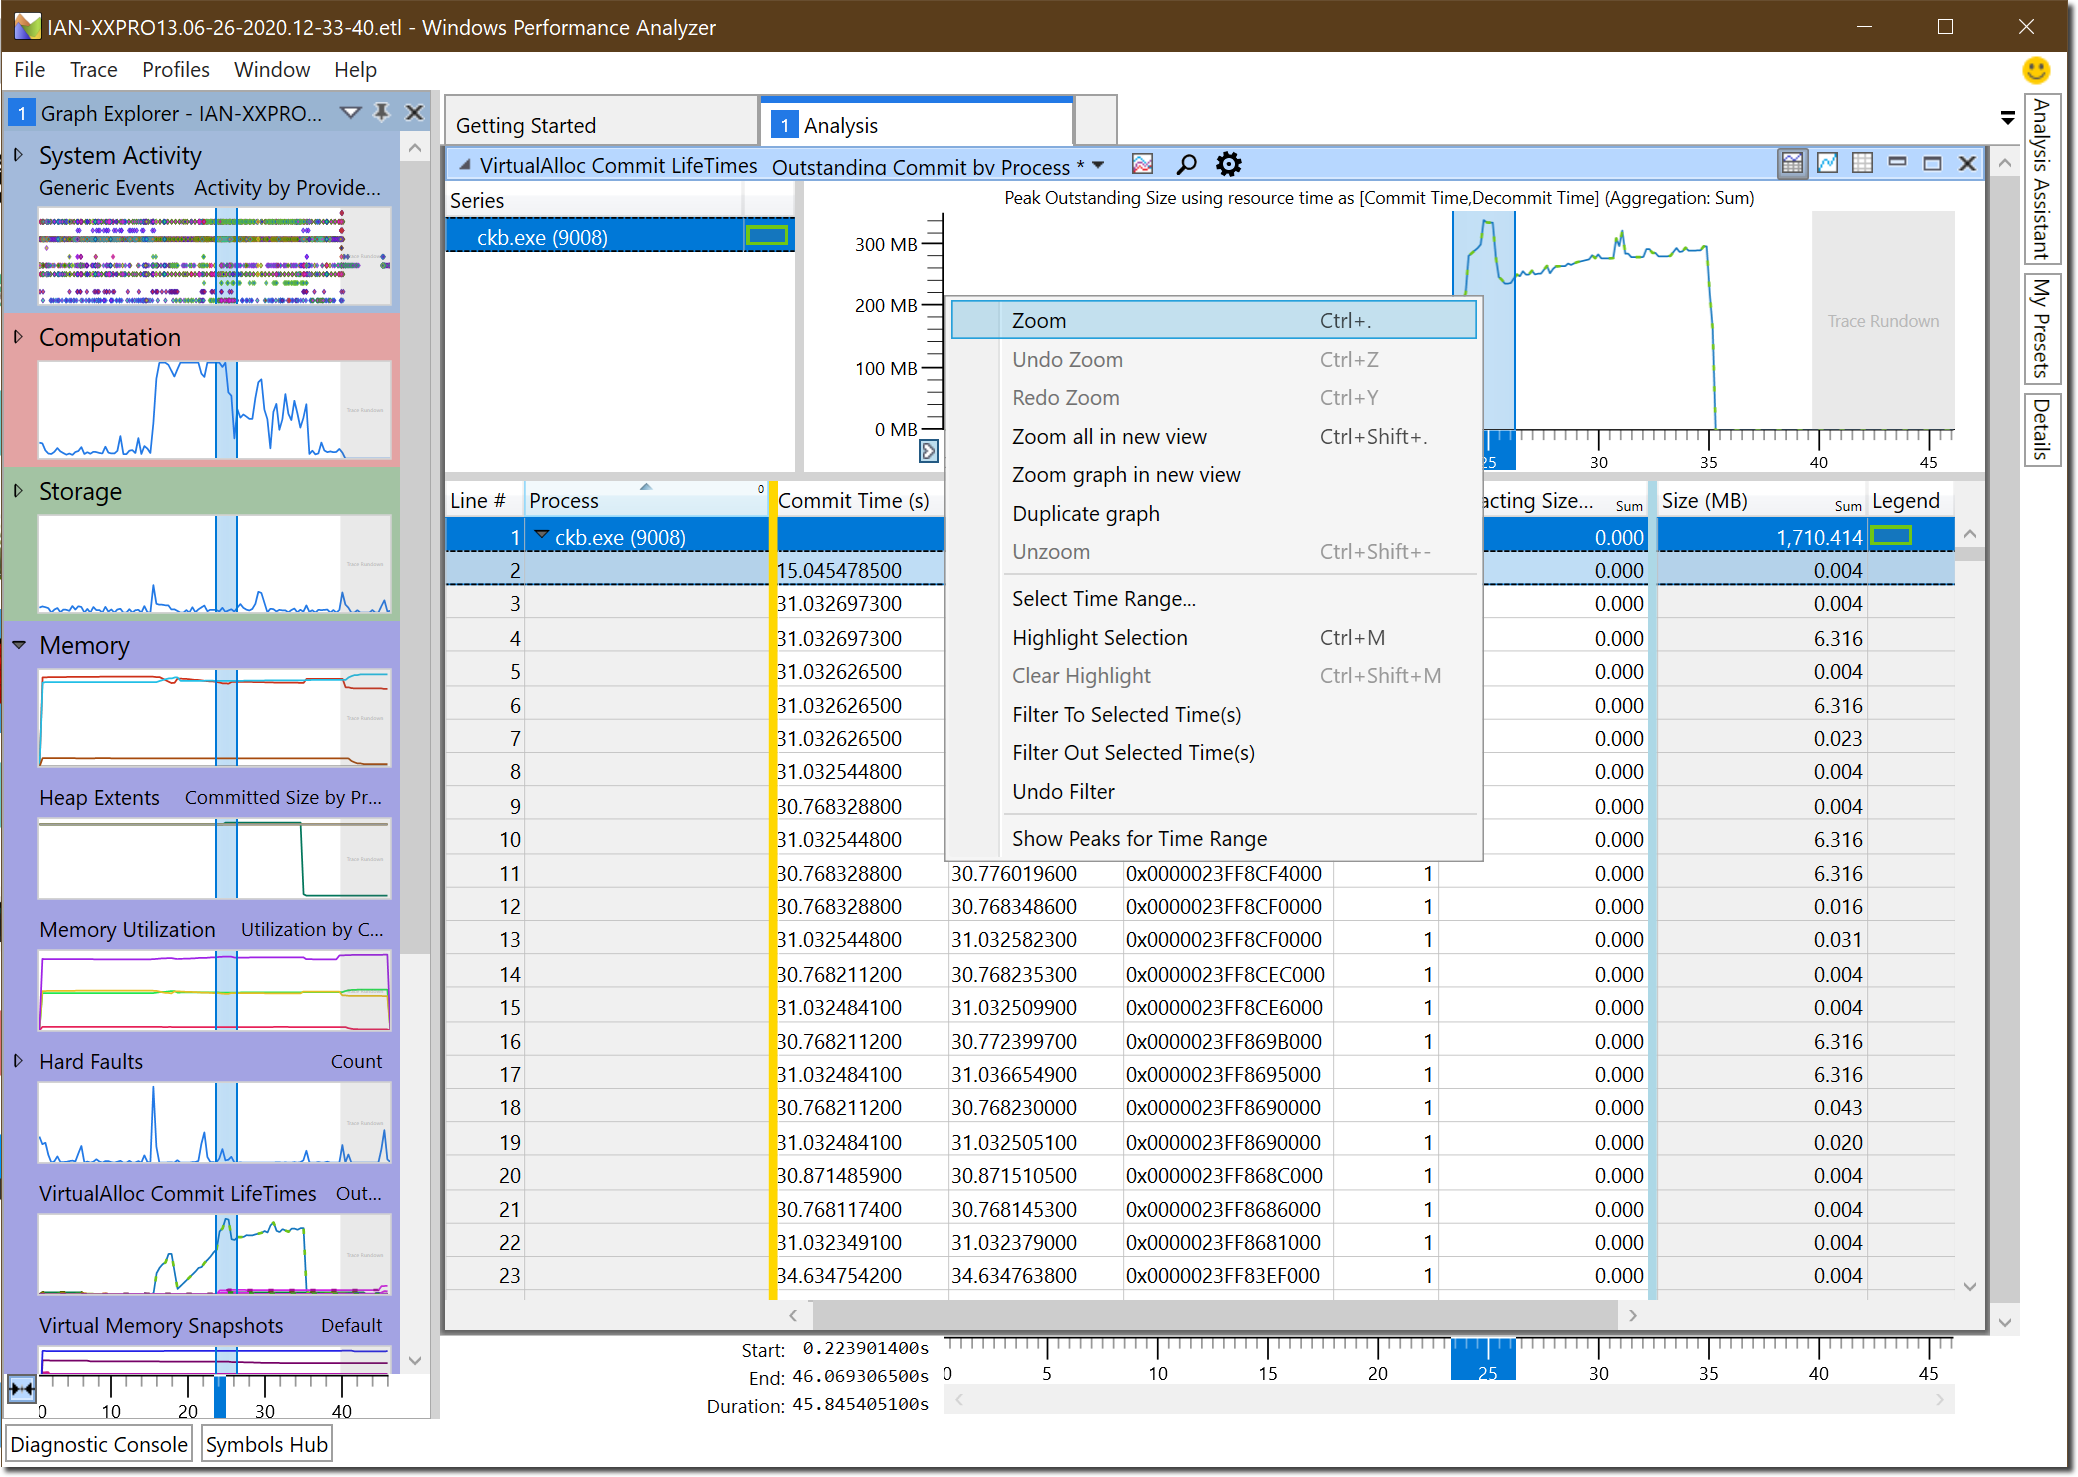 IAN-XXPRO13.06-26-2020.12-33-40.etl - Windows Performance Analyzer
File Trace Profiles Window Help
1 Graph Explorer - IAN-XXPRO...
System Activity
Generic Events Activity by Provide...
Computation
Trace Rundown
Storage
Trace Rundown
Memory
Trace Rundown
Heap Extents Committed Size by Pr...
Trace Rundown
Memory Utilization Utilization by C...
Hard Faults Count
Trace Rundown
VirtualAlloc Commit LifeTimes Out...
Trace Rundown
Virtual Memory Snapshots Default
0 10 20 30 40
Diagnostic Console Symbols Hub
Getting Started
1 Analysis
VirtualAlloc Commit LifeTimes Outstanding Commit by Process *
Series
ckb.exe (9008)
Peak Outstanding Size using resource time as [Commit Time,Decommit Time] (Aggregation: Sum)
300 MB
200 MB
100 MB
0 MB
Trace Rundown
25 30 35 40 45
Zoom Ctrl+.
Undo Zoom Ctrl+Z
Redo Zoom Ctrl+Y
Zoom all in new view Ctrl+Shift+.
Zoom graph in new view
Duplicate graph
Unzoom Ctrl+Shift+-
Select Time Range...
Highlight Selection Ctrl+M
Clear Highlight Ctrl+Shift+M
Filter To Selected Time(s)
Filter Out Selected Time(s)
Undo Filter
Show Peaks for Time Range
Line # Process 0 Commit Time (s) acting Size... Sum Size (MB) Sum Legend
1 ckb.exe (9008) 0.000 1,710.414
2 15.045478500 0.000 0.004
3 31.032697300 0.000 0.004
4 31.032697300 0.000 6.316
5 31.032626500 0.000 0.004
6 31.032626500 0.000 6.316
7 31.032626500 0.000 0.023
8 31.032544800 0.000 0.004
9 30.768328800 0.000 0.004
10 31.032544800 0.000 6.316
11 30.768328800 30.776019600 0x0000023FF8CF4000 1 0.000 6.316
12 30.768328800 30.768348600 0x0000023FF8CF0000 1 0.000 0.016
13 31.032544800 31.032582300 0x0000023FF8CF0000 1 0.000 0.031
14 30.768211200 30.768235300 0x0000023FF8CEC000 1 0.000 0.004
15 31.032484100 31.032509900 0x0000023FF8CE6000 1 0.000 0.004
16 30.768211200 30.772399700 0x0000023FF869B000 1 0.000 6.316
17 31.032484100 31.036654900 0x0000023FF8695000 1 0.000 6.316
18 30.768211200 30.768230000 0x0000023FF8690000 1 0.000 0.043
19 31.032484100 31.032505100 0x0000023FF8690000 1 0.000 0.020
20 30.871485900 30.871510500 0x0000023FF868C000 1 0.000 0.004
21 30.768117400 30.768145300 0x0000023FF8686000 1 0.000 0.004
22 31.032349100 31.032379000 0x0000023FF8681000 1 0.000 0.004
23 34.634754200 34.634763800 0x0000023FF83EF000 1 0.000 0.004
Start: 0.223901400s
End: 46.069306500s
Duration: 45.845405100s
0 5 10 15 20 25 30 35 40 45
Analysis Assistant
My Presets
Details